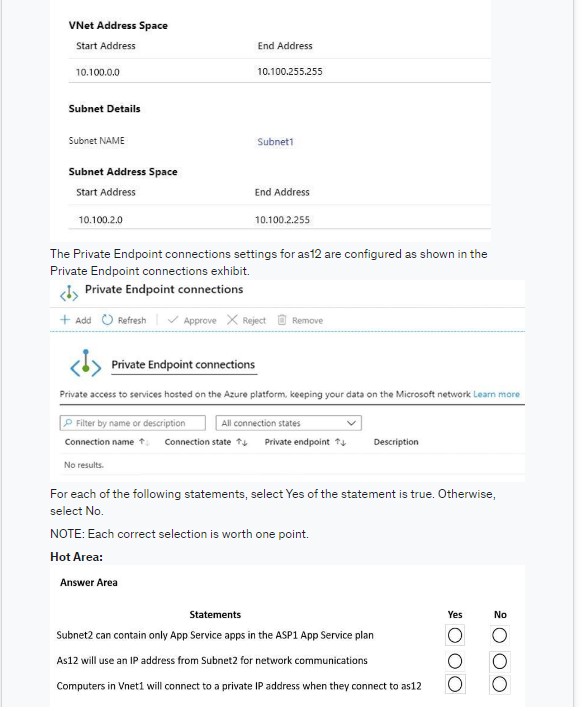 VNet Address Space
Start Address End Address
10.100.0.0 10.100.255.255
Subnet Details
Subnet NAME Subnet1
Subnet Address Space
Start Address End Address
10.100.2.0 10.100.2.255
The Private Endpoint connections settings for as12 are configured as shown in the
Private Endpoint connections exhibit.
Private Endpoint connections
+ Add Refresh Approve Reject Remove
Private Endpoint connections
Private access to services hosted on the Azure platform, keeping your data on the Microsoft network Learn more
Filter by name or description All connection states
Connection name ↑↓ Connection state ↑↓ Private endpoint ↑↓ Description
No results.
For each of the following statements, select Yes of the statement is true. Otherwise,
select No.
NOTE: Each correct selection is worth one point.
Hot Area:
Answer Area
Statements Yes No
Subnet2 can contain only App Service apps in the ASP1 App Service plan
As12 will use an IP address from Subnet2 for network communications
Computers in Vnet1 will connect to a private IP address when they connect to as12